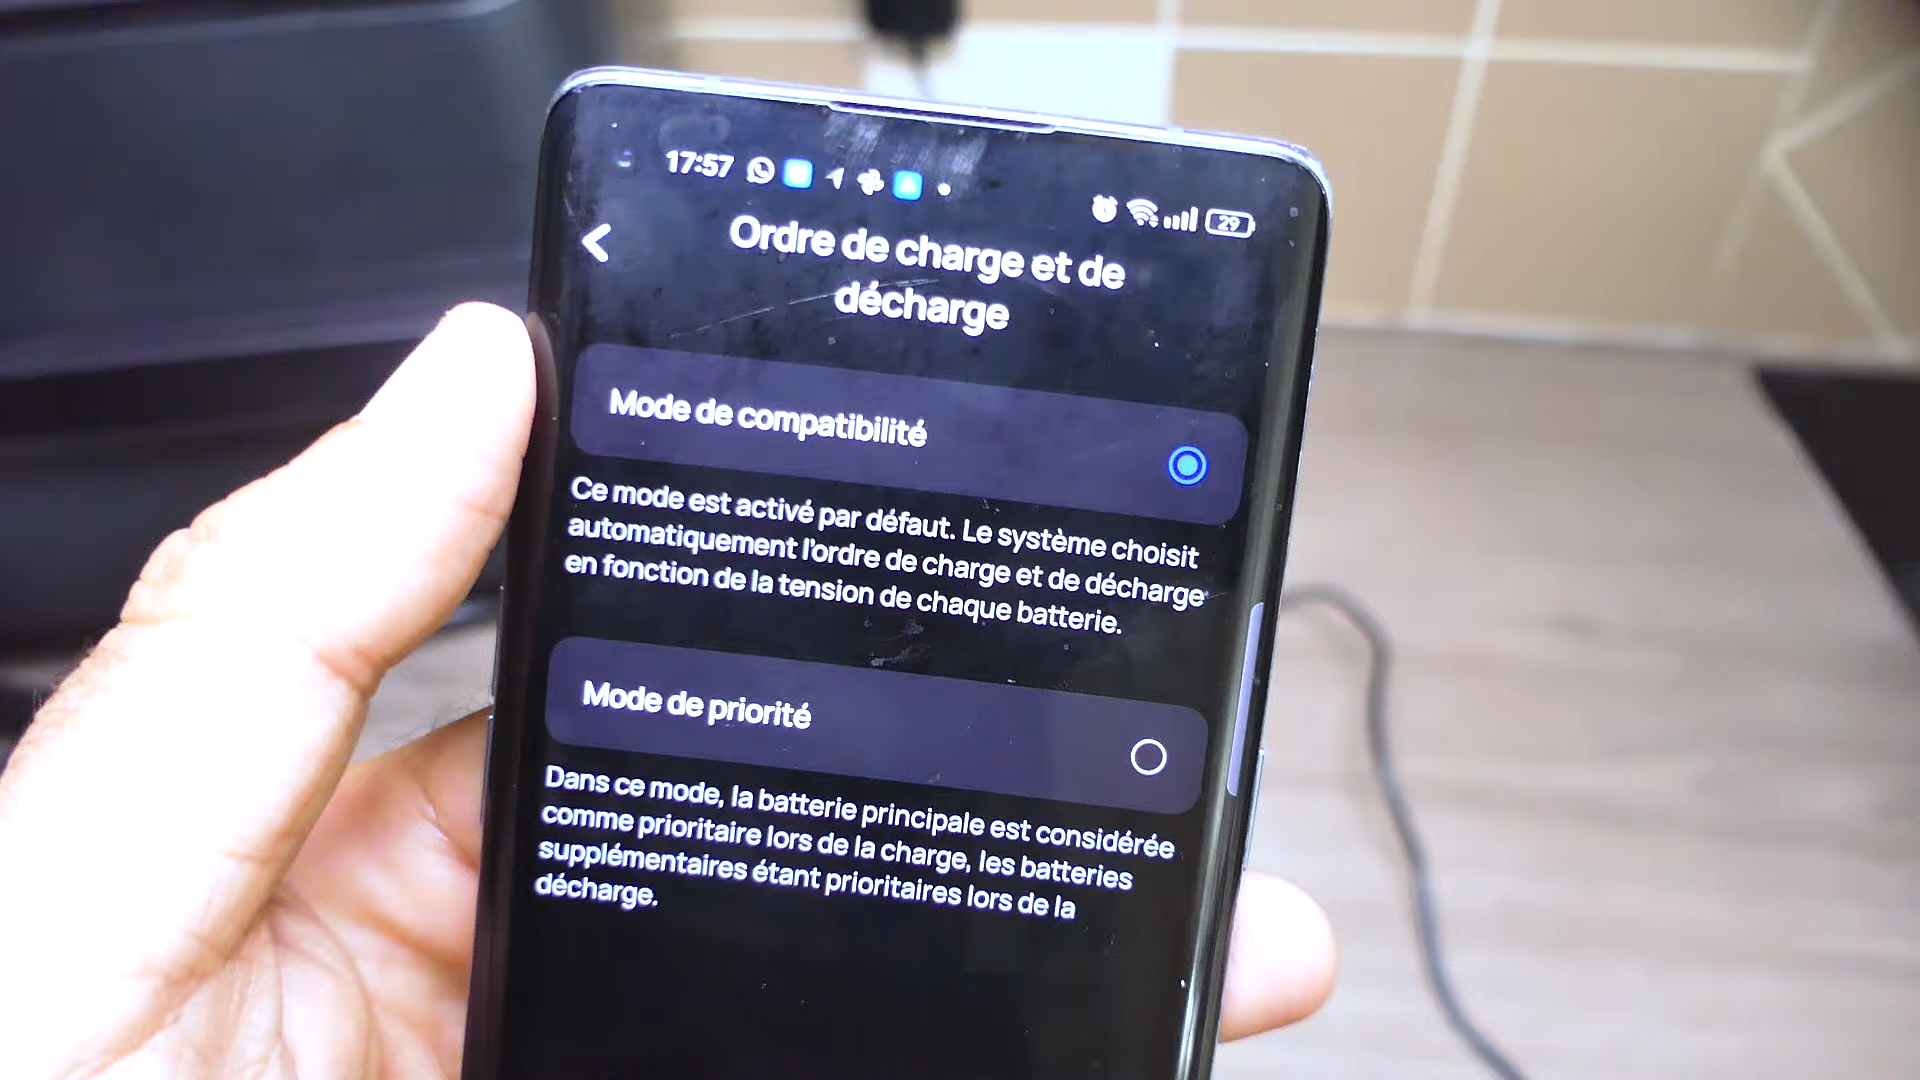 17:57
29
Ordre de charge et de
décharge
Mode de compatibilité
Ce mode est activé par défaut. Le système choisit
automatiquement l'ordre de charge et de décharge
en fonction de la tension de chaque batterie.
Mode de priorité
Dans ce mode, la batterie principale est considérée
comme prioritaire lors de la charge, les batteries
supplémentaires étant prioritaires lors de la
décharge.